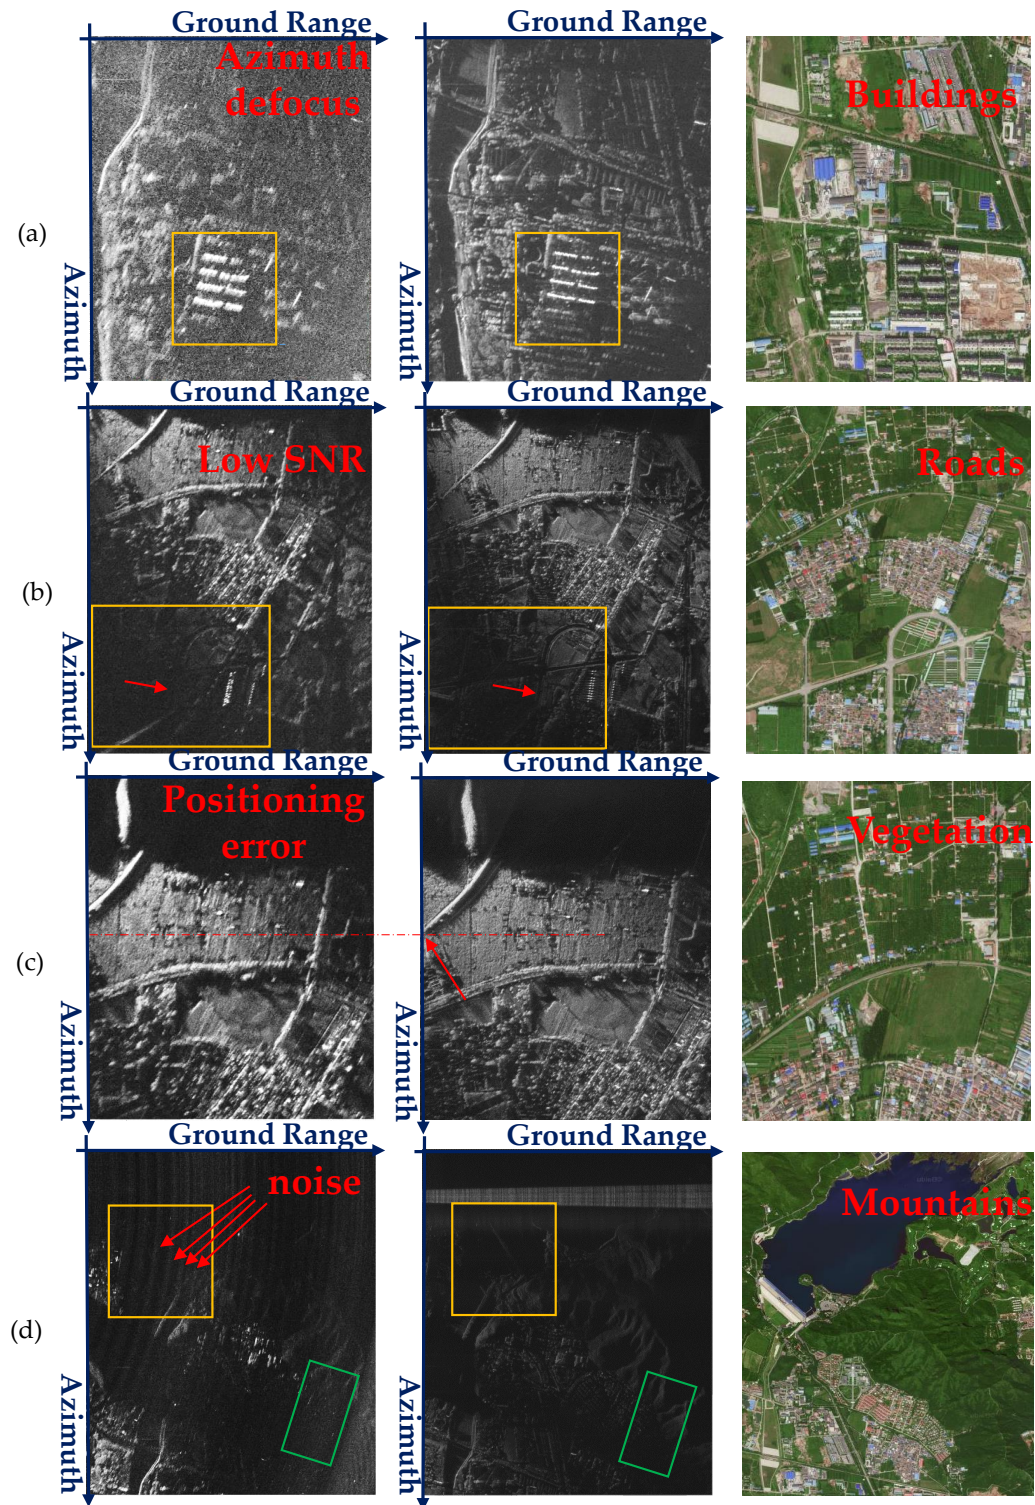 Ground Range
Ground Range
Azimuth
defocus
Buildings
(a)
Azimuth
Azimuth
Ground Range
Ground Range
Low SNR
Roads
(b)
Azimuth
Azimuth
Ground Range
Ground Range
Positioning
error
Vegetation
(c)
Azimuth
Azimuth
Ground Range
Ground Range
noise
Mountains
(d)
Azimuth
Azimuth